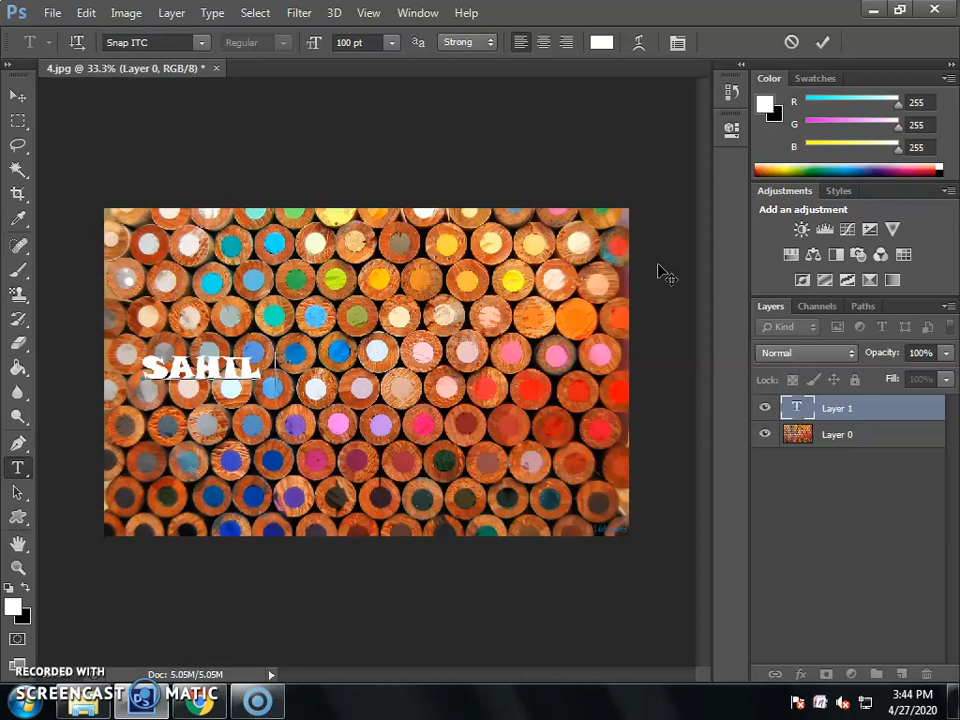 Ps File Edit Image Layer Type Select Filter 3D View Window Help
T Snap ITC Regular 100 pt aa Strong
4.jpg @ 33.3% (Layer 0, RGB/8) * ×
Color Swatches
R 255
G 255
B 255
Adjustments Styles
Add an adjustment
Layers Channels Paths
Kind
Normal Opacity: 100%
Lock: Fill: 100%
T Layer 1
Layer 0
SAHIL
Doc: 5.05M/5.05M
RECORDED WITH
SCREENCAST MATIC
Ps
3:44 PM
4/27/2020